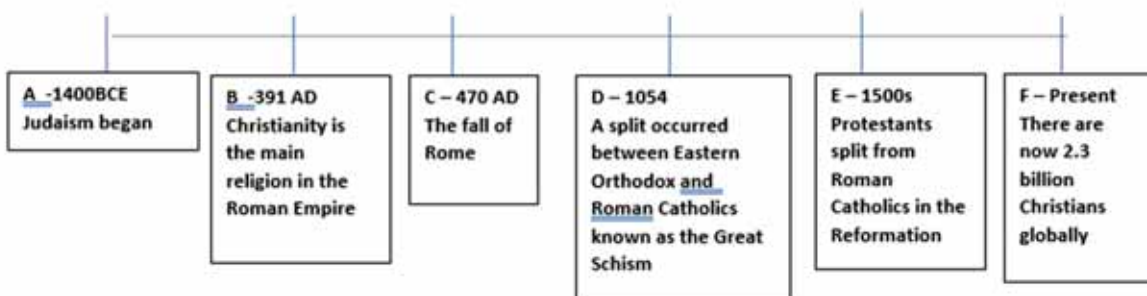 A -1400BCE
Judaism began
B -391 AD
Christianity is
the main
religion in the
Roman Empire
C – 470 AD
The fall of
Rome
D – 1054
A split occurred
between Eastern
Orthodox and
Roman Catholics
known as the Great
Schism
E – 1500s
Protestants
split from
Roman
Catholics in the
Reformation
F – Present
There are
now 2.3
billion
Christians
globally